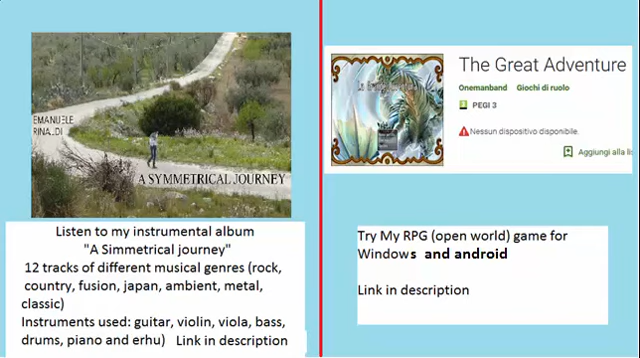 EMANUELE
RINALDI
A SYMMETRICAL JOURNEY
Listen to my instrumental album
"A Simmetrical journey"
12 tracks of different musical genres (rock,
country, fusion, japan, ambient, metal,
classic)
Instruments used: guitar, violin, viola, bass,
drums, piano and erhu) Link in description
The Great Adventure
Onemanband Giochi di ruolo
PEGI 3
Nessun dispositivo disponibile.
Aggiungi alla lis
Try My RPG (open world) game for
Windows and android
Link in description